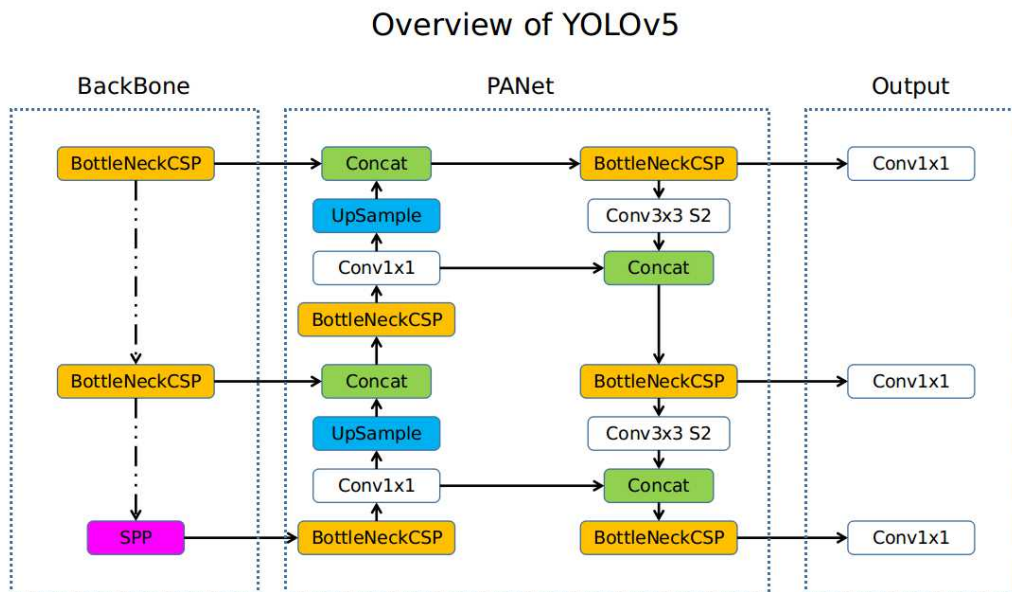 Overview of YOLOv5
BackBone
PANet
Output
BottleNeckCSP
Concat
BottleNeckCSP
Conv1x1
UpSample
Conv3x3 S2
Conv1x1
Concat
BottleNeckCSP
BottleNeckCSP
Concat
BottleNeckCSP
Conv1x1
UpSample
Conv3x3 S2
Conv1x1
Concat
SPP
BottleNeckCSP
BottleNeckCSP
Conv1x1